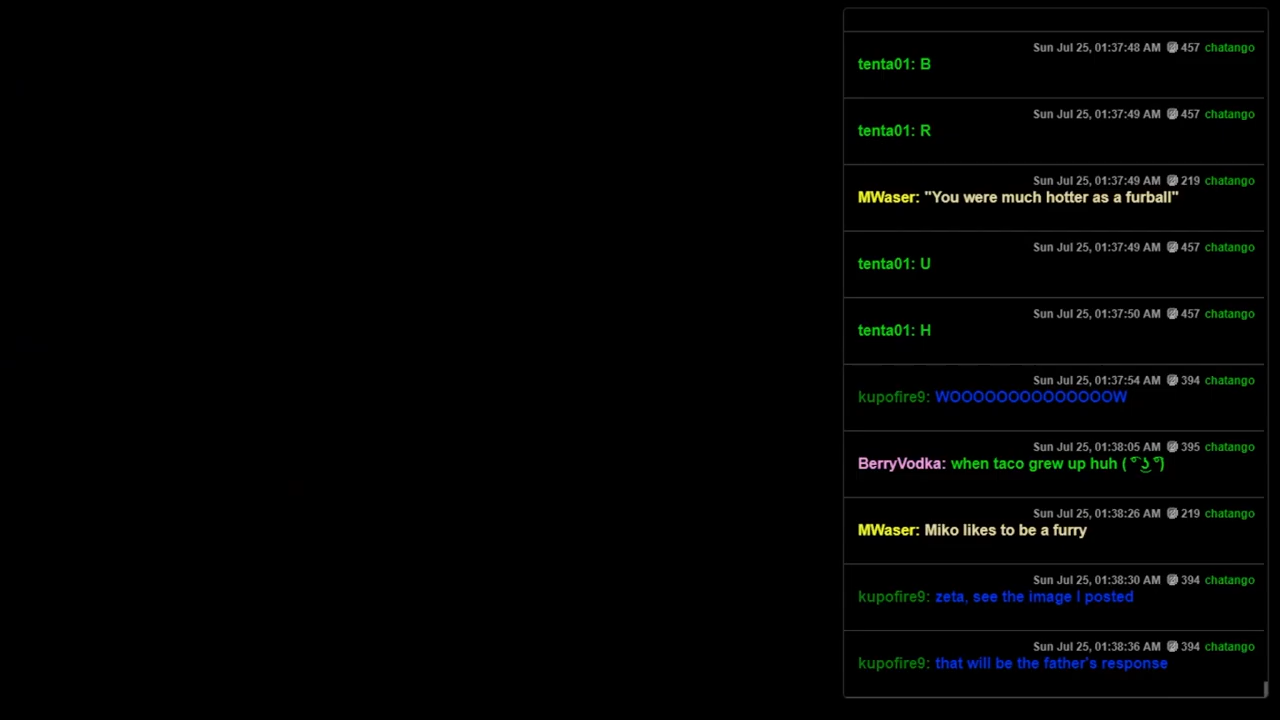 Sun Jul 25, 01:37:48 AM 457 chatango
tenta01: B
Sun Jul 25, 01:37:49 AM 457 chatango
tenta01: R
Sun Jul 25, 01:37:49 AM 219 chatango
MWaser: "You were much hotter as a furball"
Sun Jul 25, 01:37:49 AM 457 chatango
tenta01: U
Sun Jul 25, 01:37:50 AM 457 chatango
tenta01: H
Sun Jul 25, 01:37:54 AM 394 chatango
kupofire9: WOOOOOOOOOOOOOOW
Sun Jul 25, 01:38:05 AM 395 chatango
BerryVodka: when taco grew up huh ( ͡° ͜ʖ ͡°)
Sun Jul 25, 01:38:26 AM 219 chatango
MWaser: Miko likes to be a furry
Sun Jul 25, 01:38:30 AM 394 chatango
kupofire9: zeta, see the image I posted
Sun Jul 25, 01:38:36 AM 394 chatango
kupofire9: that will be the father's response